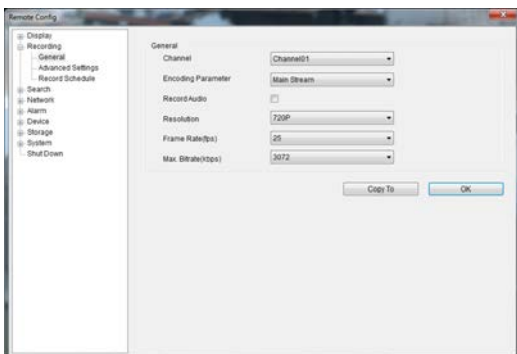 Remote Config
Display
Recording
General
Advanced Settings
Record Schedule
Search
Network
Alarm
Device
Storage
System
Shut Down
General
Channel Channel01
Encoding Parameter Main Stream
Record Audio
Resolution 720P
Frame Rate(fps) 25
Max. Bitrate(kbps) 3072
Copy To OK